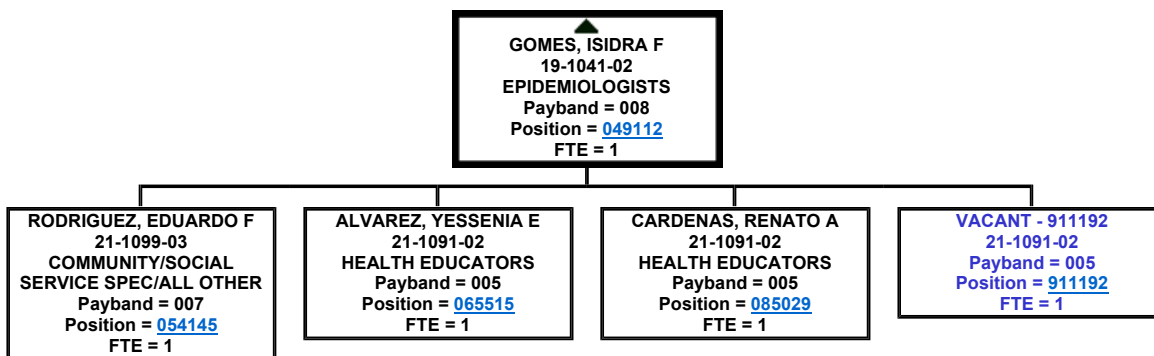 GOMES, ISIDRA F
19-1041-02
EPIDEMIOLOGISTS
Payband = 008
Position = 049112
FTE = 1
RODRIGUEZ, EDUARDO F
21-1099-03
COMMUNITY/SOCIAL
SERVICE SPEC/ALL OTHER
Payband = 007
Position = 054145
FTE = 1
ALVAREZ, YESSENIA E
21-1091-02
HEALTH EDUCATORS
Payband = 005
Position = 065515
FTE = 1
CARDENAS, RENATO A
21-1091-02
HEALTH EDUCATORS
Payband = 005
Position = 085029
FTE = 1
VACANT - 911192
21-1091-02
Payband = 005
Position = 911192
FTE = 1